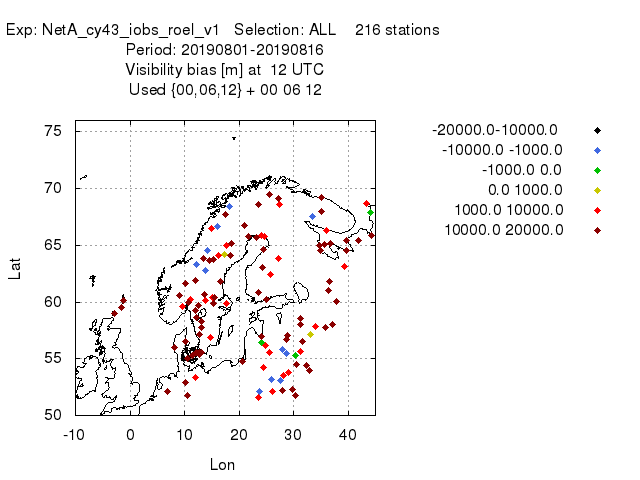 Exp: NetA_cy43_iobs_roel_v1 Selection: ALL 216 stations
Period: 20190801-20190816
Visibility bias [m] at 12 UTC
Used {00,06,12} + 00 06 12
-20000.0-10000.0
-10000.0 -1000.0
-1000.0 0.0
0.0 1000.0
1000.0 10000.0
10000.0 20000.0
75
70
65
60
55
50
Lat
-10 0 10 20 30 40
Lon